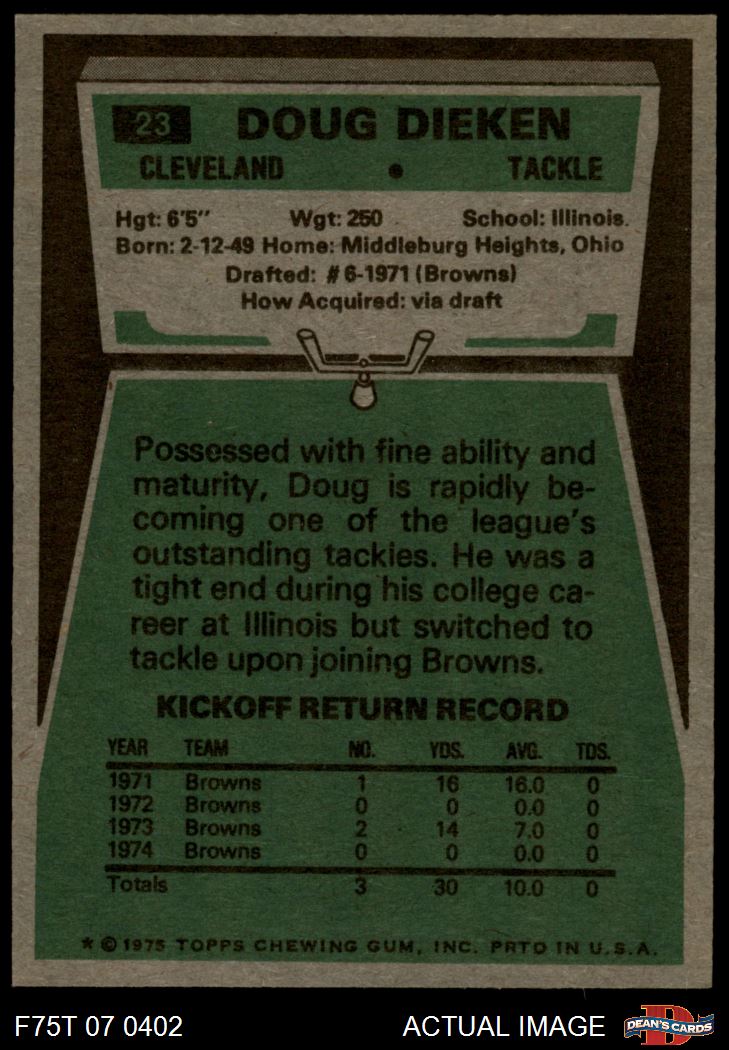 23 DOUG DIEKEN
CLEVELAND • TACKLE
Hgt: 6'5" Wgt: 250 School: Illinois.
Born: 2-12-49 Home: Middleburg Heights, Ohio
Drafted: #6-1971 (Browns)
How Acquired: via draft
Possessed with fine ability and
maturity, Doug is rapidly be-
coming one of the league's
outstanding tackies. He was a
tight end during his college ca-
reer at Illinois but switched to
tackle upon joining Browns.
KICKOFF RETURN RECORD
YEAR TEAM NO. YDS. AVG. TDS.
1971 Browns 1 16 16.0 0
1972 Browns 0 0 0.0 0
1973 Browns 2 14 7.0 0
1974 Browns 0 0 0.0 0
Totals 3 30 10.0 0
* © 1975 TOPPS CHEWING GUM, INC. PRTD IN U.S.A.
F75T 07 0402 ACTUAL IMAGE D DEAN'S CARDS